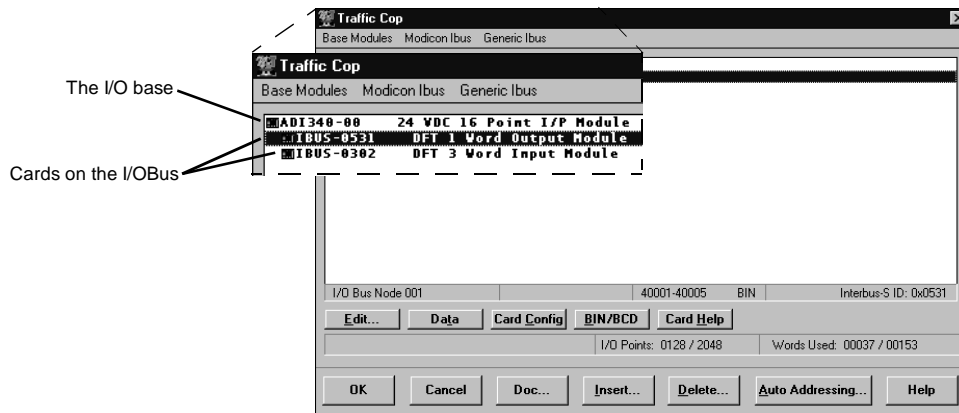 Traffic Cop
Base Modules Modicon Ibus Generic Ibus
Traffic Cop
Base Modules Modicon Ibus Generic Ibus
The I/O base
ADI340-00 24 VDC 16 Point I/P Module
IBUS-0531 DFT 1 Word Output Module
IBUS-0302 DFT 3 Word Input Module
Cards on the I/OBus
I/O Bus Node 001 40001-40005 BIN Interbus-S ID: 0x0531
Edit... Data Card Config BIN/BCD Card Help
I/O Points: 0128 / 2048 Words Used: 00037 / 00153
OK Cancel Doc... Insert... Delete... Auto Addressing... Help